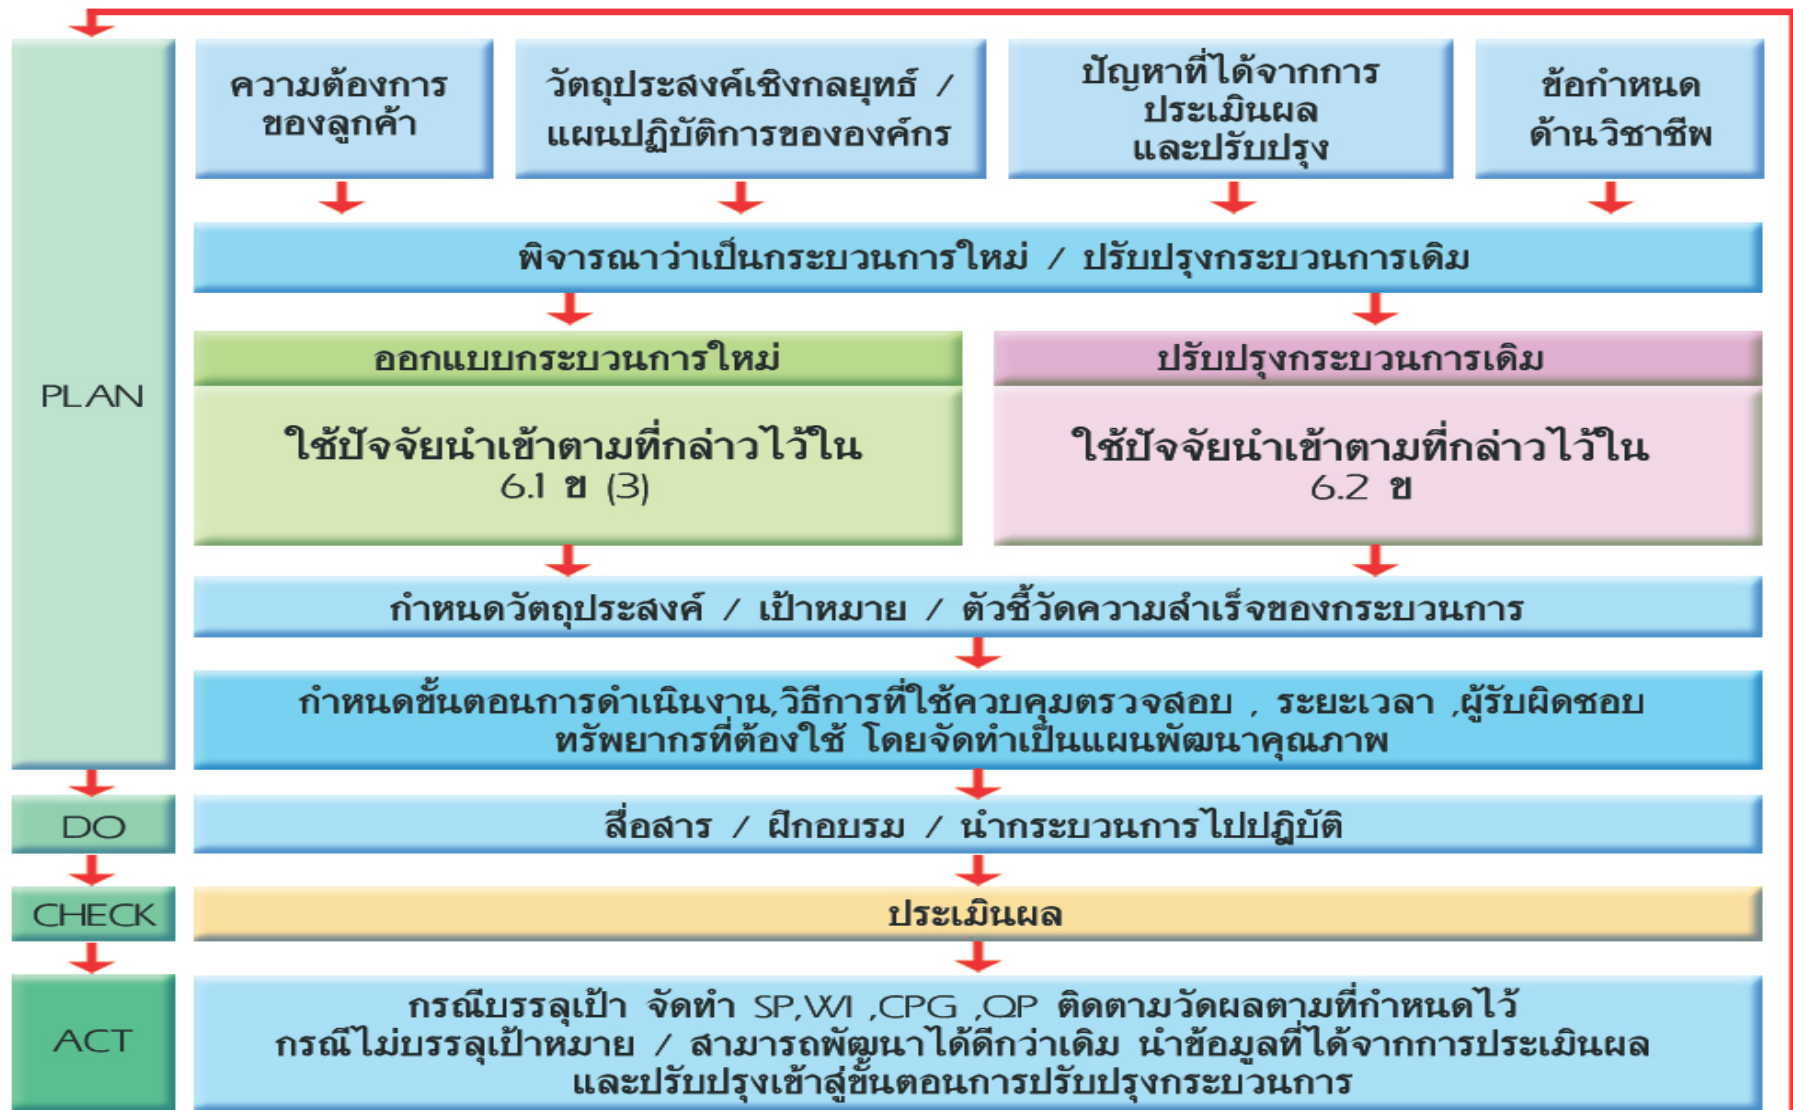 ความต้องการ
ของลูกค้า
วัตถุประสงค์เชิงกลยุทธ์ /
แผนปฏิบัติการขององค์กร
ปัญหาที่ได้จากการ
ประเมินผล
และปรับปรุง
ข้อกำหนด
ด้านวิชาชีพ
พิจารณาว่าเป็นกระบวนการใหม่ / ปรับปรุงกระบวนการเดิม
PLAN
ออกแบบกระบวนการใหม่
ใช้ปัจจัยนำเข้าตามที่กล่าวไว้ใน
6.1 ข (3)
ปรับปรุงกระบวนการเดิม
ใช้ปัจจัยนำเข้าตามที่กล่าวไว้ใน
6.2 ข
กำหนดวัตถุประสงค์ / เป้าหมาย / ตัวชี้วัดความสำเร็จของกระบวนการ
กำหนดขั้นตอนการดำเนินงาน,วิธีการที่ใช้ควบคุมตรวจสอบ , ระยะเวลา ,ผู้รับผิดชอบ
ทรัพยากรที่ต้องใช้ โดยจัดทำเป็นแผนพัฒนาคุณภาพ
DO
สื่อสาร / ฝึกอบรม / นำกระบวนการไปปฎิบัติ
CHECK
ประเมินผล
ACT
กรณีบรรลุเป้า จัดทำ SP,WI ,CPG ,QP ติดตามวัดผลตามที่กำหนดไว้
กรณีไม่บรรลุเป้าหมาย / สามารถพัฒนาได้ดีกว่าเดิม นำข้อมูลที่ได้จากการประเมินผล
และปรับปรุงเข้าสู่ขั้นตอนการปรับปรุงกระบวนการ